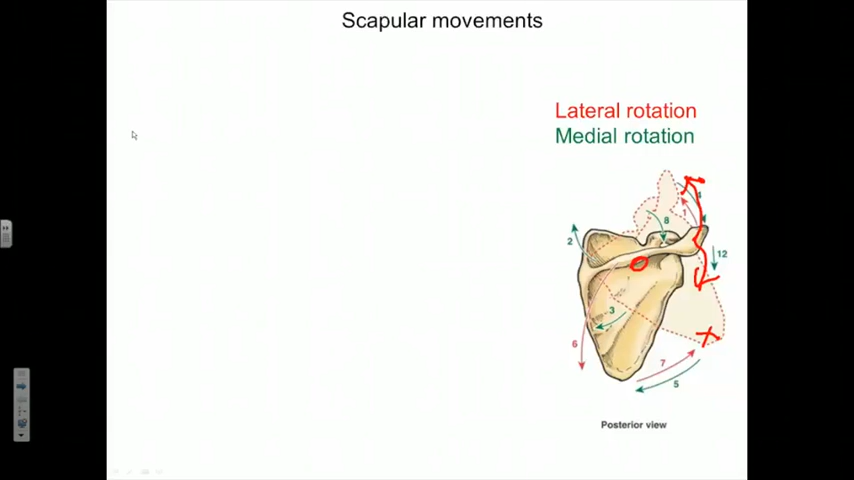 Scapular movements
Lateral rotation
Medial rotation
8
2
12
3
6
7
5
Posterior view